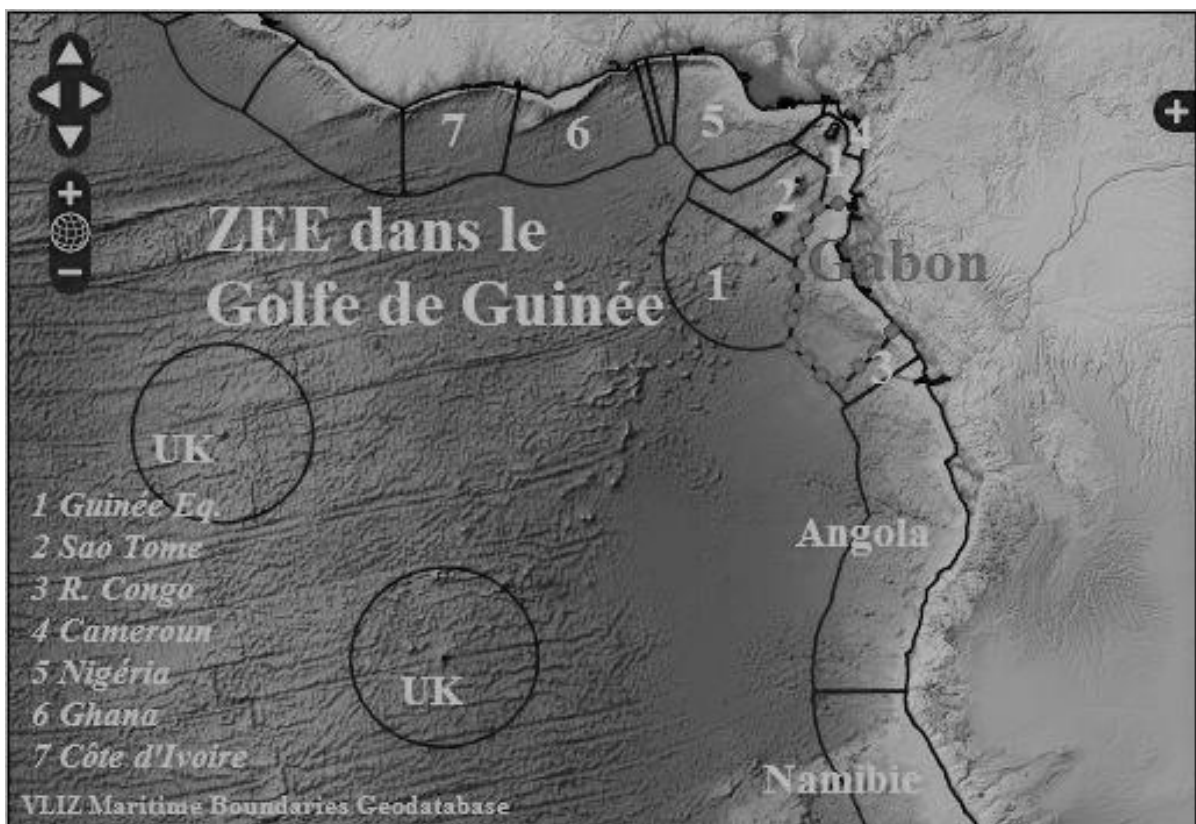 7
6
5
4
1
2
ZEE dans le
Gabon
1
Golfe de Guinée
3
UK
1 Guinée Eq.
2 Sao Tome
Angola
3 R. Congo
4 Cameroun
5 Nigéria
UK
6 Ghana
7 Côte d'Ivoire
Namibie
VLIZ Maritime Boundaries Geodatabase